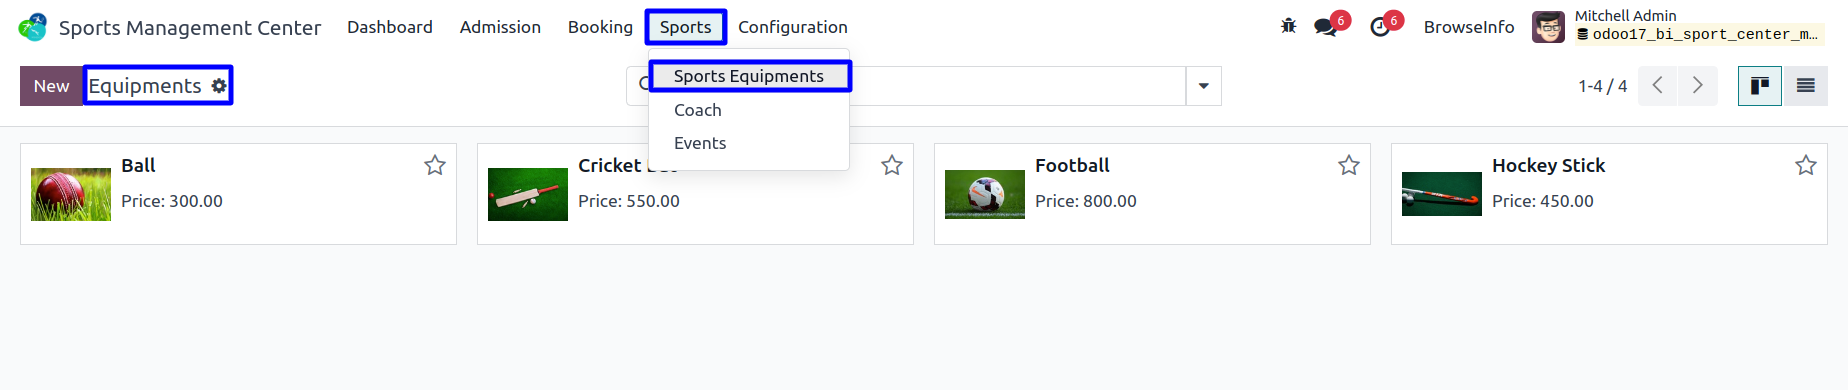 Sports Management Center Dashboard Admission Booking Sports Configuration 6 6 BrowseInfo Mitchell Admin
odoo17_bi_sport_center_m...
New Equipments Sports Equipments 1-4 / 4
Coach
Events
Ball Cricket Football Hockey Stick
Price: 300.00 Price: 550.00 Price: 800.00 Price: 450.00